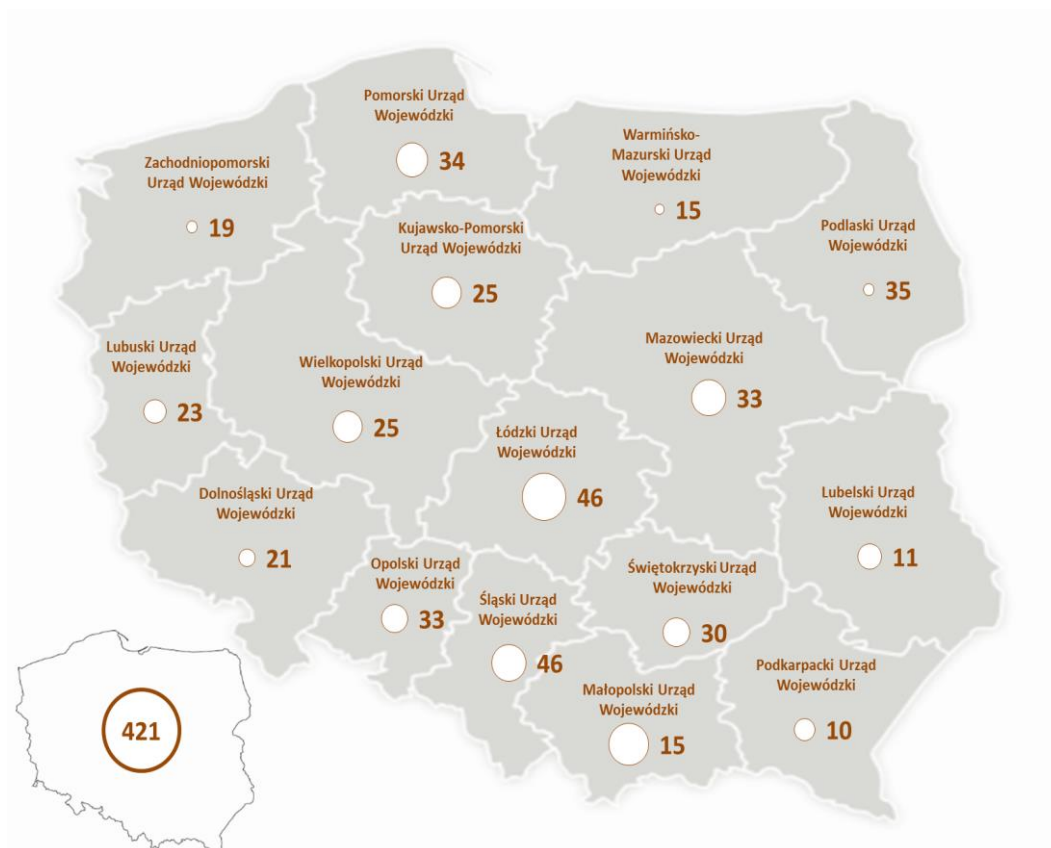 Pomorski Urząd
Wojewódzki
34
Warmińsko-
Mazurski Urząd
Wojewódzki
15
Zachodniopomorski
Urząd Wojewódzki
19
Podlaski Urząd
Wojewódzki
35
Kujawsko-Pomorski
Urząd Wojewódzki
25
Lubuski Urząd
Wojewódzki
23
Wielkopolski Urząd
Wojewódzki
25
Mazowiecki Urząd
Wojewódzki
33
Łódzki Urząd
Wojewódzki
46
Dolnośląski Urząd
Wojewódzki
21
Lubelski Urząd
Wojewódzki
11
Opolski Urząd
Wojewódzki
33
Śląski Urząd
Wojewódzki
46
Świętokrzyski Urząd
Wojewódzki
30
Małopolski Urząd
Wojewódzki
15
Podkarpacki Urząd
Wojewódzki
10
421